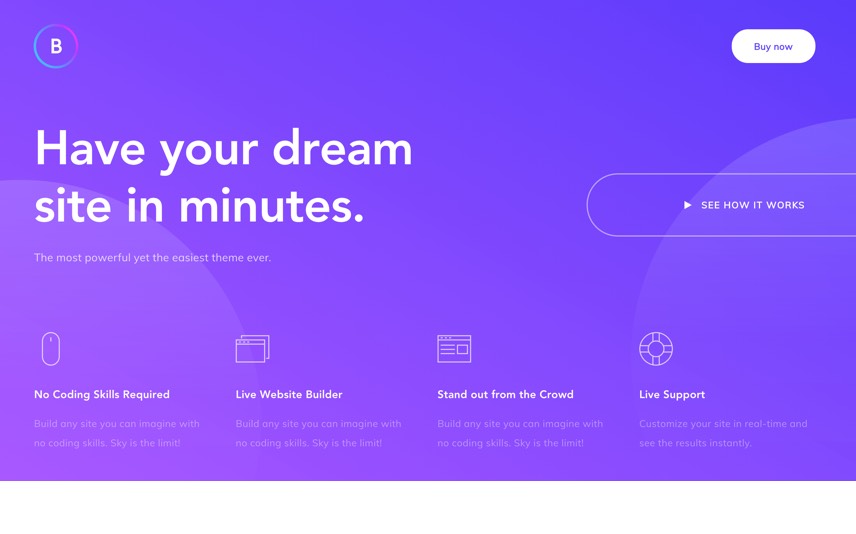 B
Buy now
Have your dream
site in minutes.
SEE HOW IT WORKS
The most powerful yet the easiest theme ever.
No Coding Skills Required
Build any site you can imagine with
no coding skills. Sky is the limit!
Live Website Builder
Build any site you can imagine with
no coding skills. Sky is the limit!
Stand out from the Crowd
Build any site you can imagine with
no coding skills. Sky is the limit!
Live Support
Customize your site in real-time and
see the results instantly.